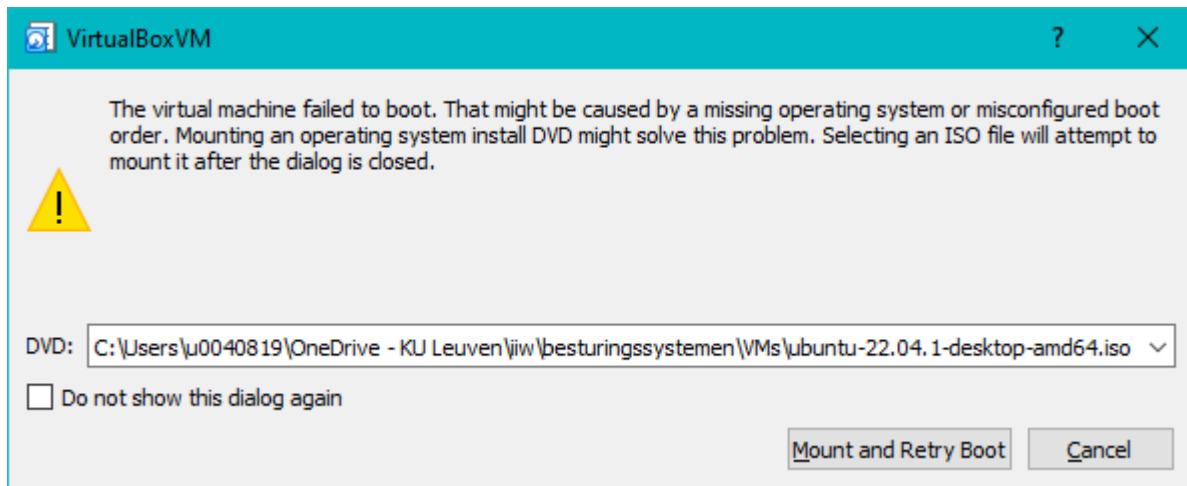 VirtualBoxVM
The virtual machine failed to boot. That might be caused by a missing operating system or misconfigured boot
order. Mounting an operating system install DVD might solve this problem. Selecting an ISO file will attempt to
mount it after the dialog is closed.
DVD: C:\Users\u0040819\OneDrive - KU Leuven\iiw\besturingssystemen\VMs\ubuntu-22.04.1-desktop-amd64.iso
Do not show this dialog again
Mount and Retry Boot Cancel